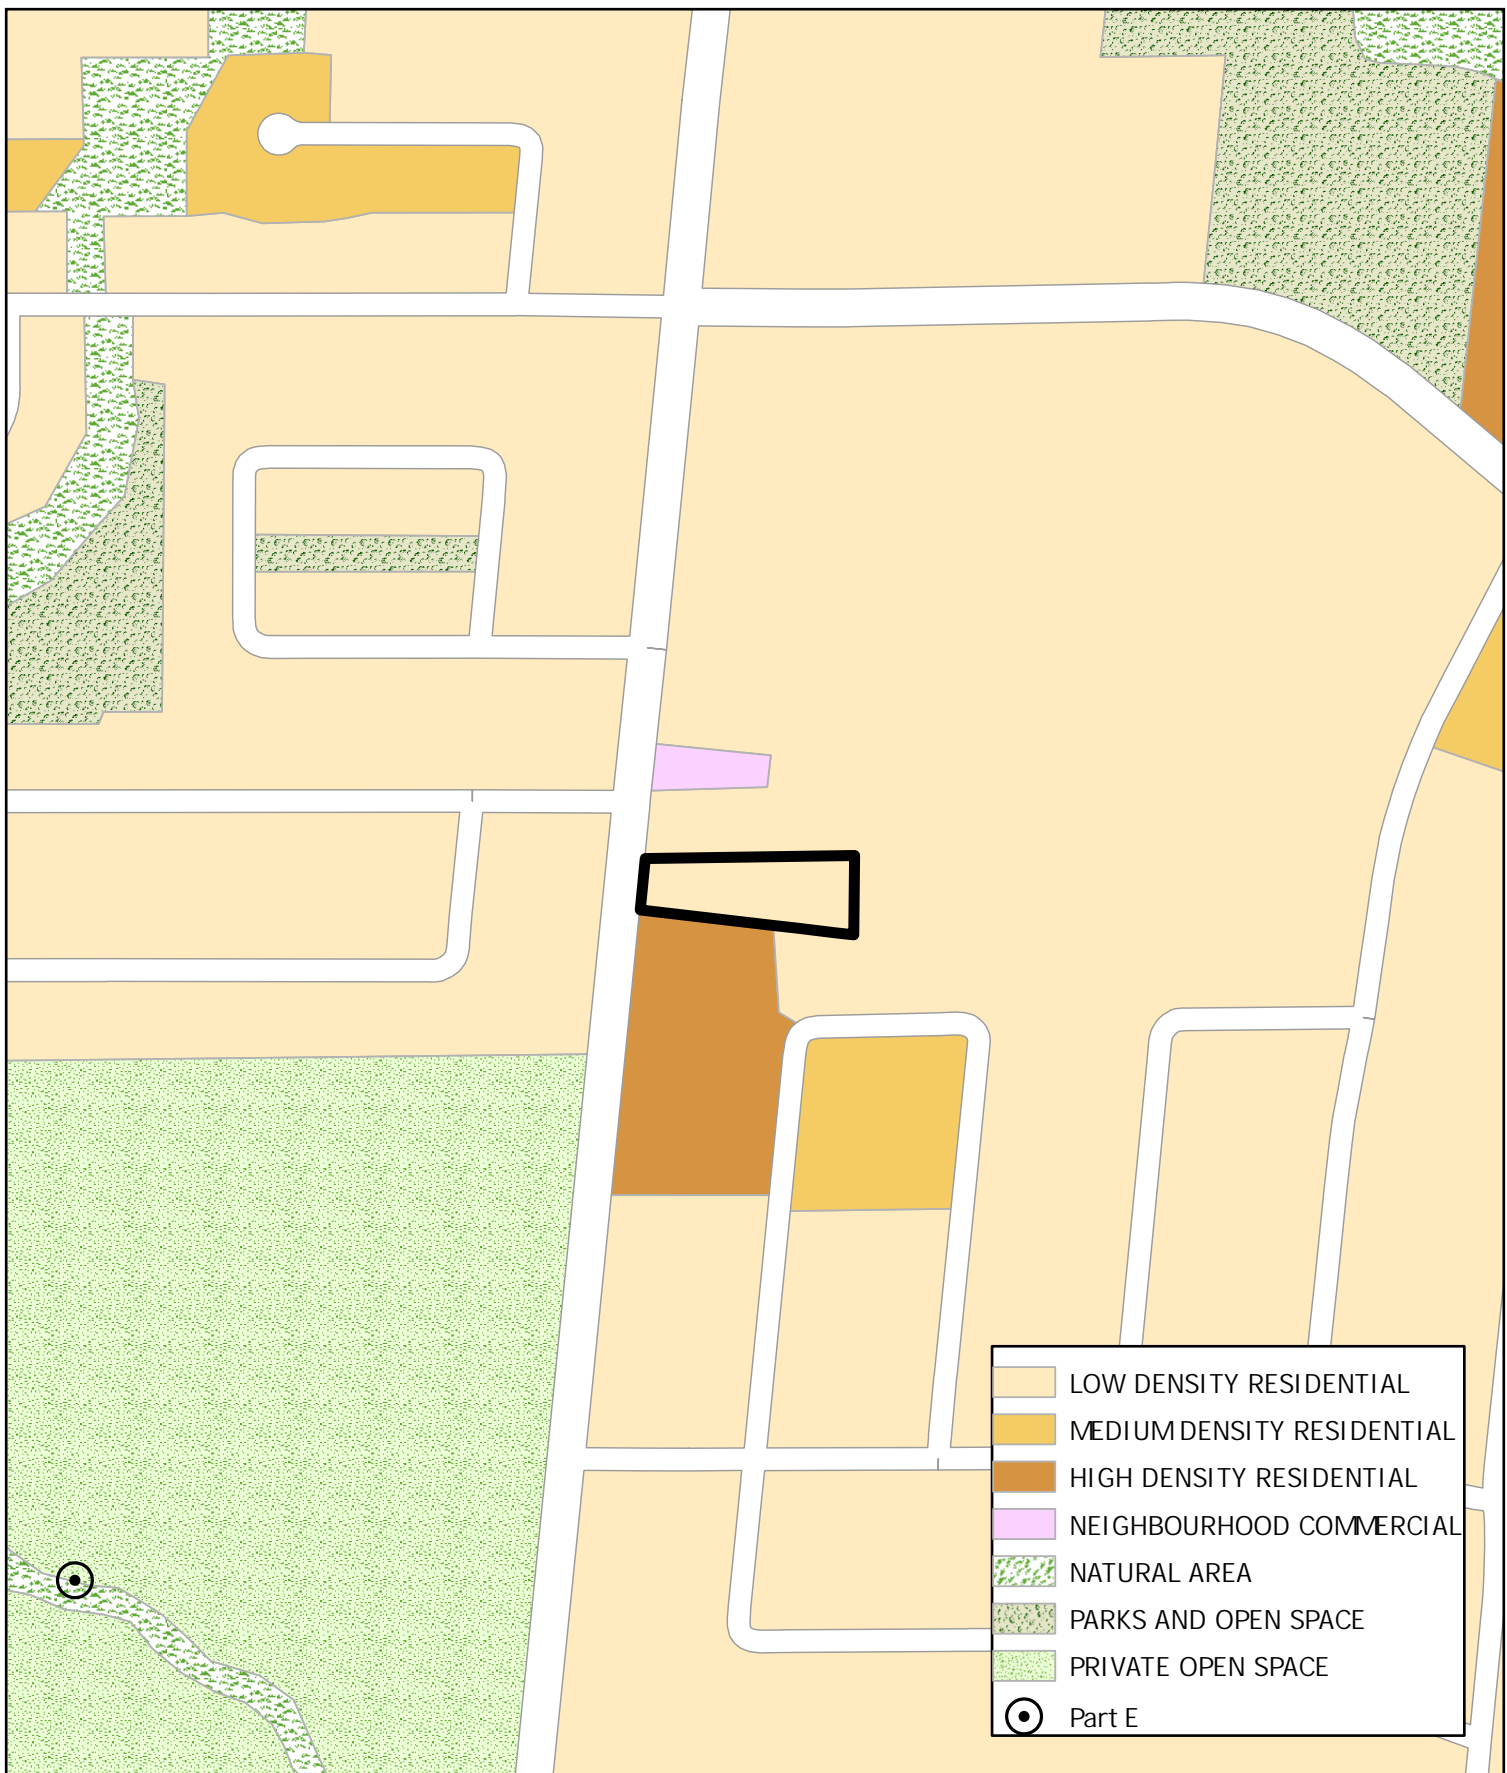 LOW DENSITY RESIDENTIAL
MEDIUM DENSITY RESIDENTIAL
HIGH DENSITY RESIDENTIAL
NEIGHBOURHOOD COMMERCIAL
NATURAL AREA
PARKS AND OPEN SPACE
PRIVATE OPEN SPACE
Part E